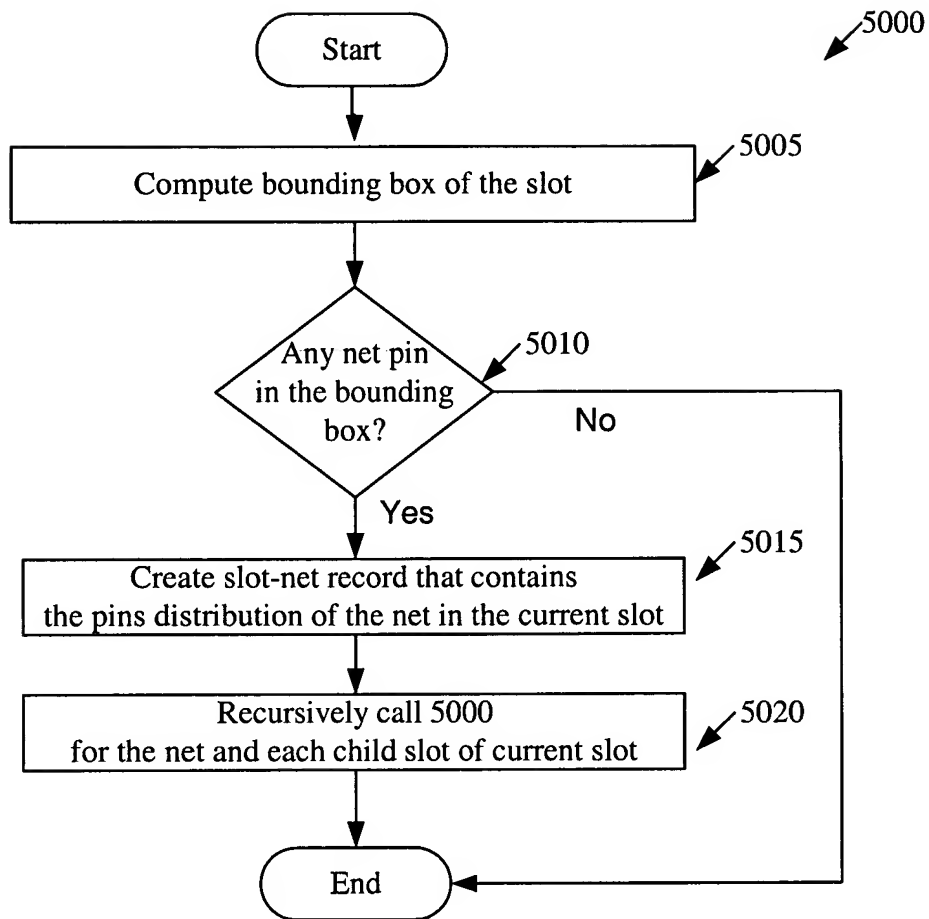 5000
Start
5005
Compute bounding box of the slot
5010
Any net pin
in the bounding
box?
No
Yes
5015
Create slot-net record that contains
the pins distribution of the net in the current slot
5020
Recursively call 5000
for the net and each child slot of current slot
End